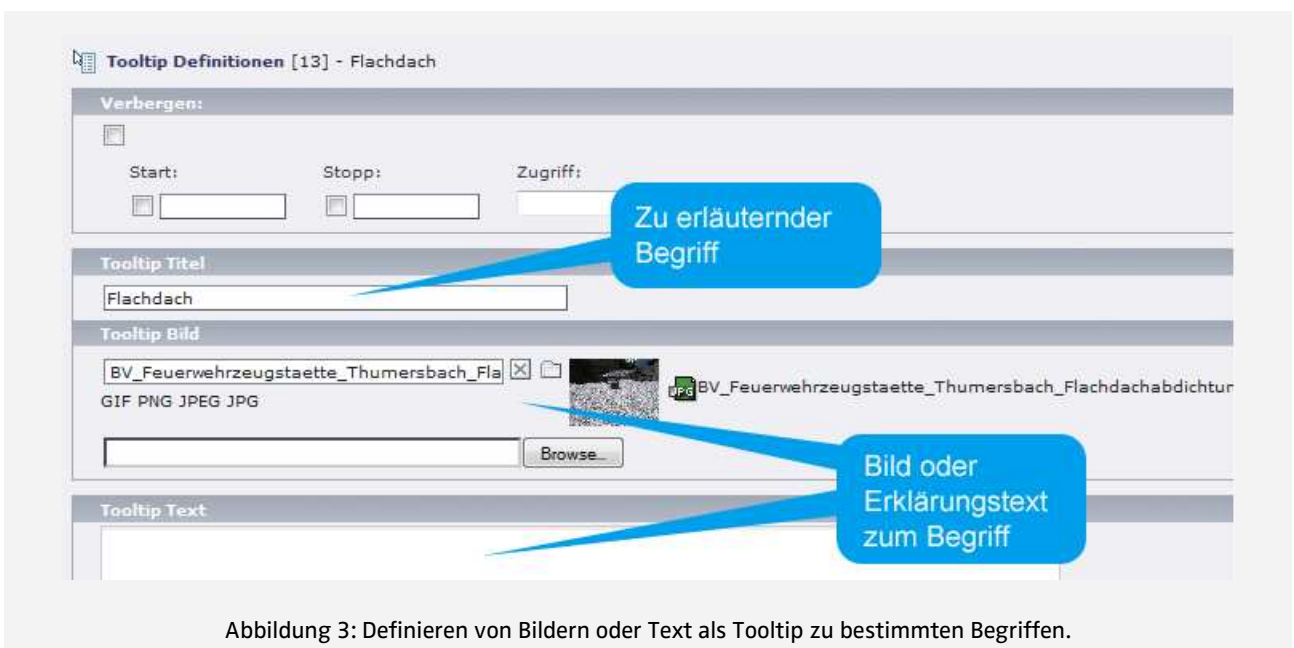 Tooltip Definitionen [13] - Flachdach
Verbergen:
Start: Stopp: Zugriff:
Zu erläuternder
Begriff
Tooltip Titel
Flachdach
Tooltip Bild
BV_Feuerwehrzeugstaette_Thumersbach_Fla
JPG BV_Feuerwehrzeugstaette_Thumersbach_Flachdachabdichtun
GIF PNG JPEG JPG
Browse...
Bild oder
Erklärungstext
zum Begriff
Tooltip Text
Abbildung 3: Definieren von Bildern oder Text als Tooltip zu bestimmten Begriffen.